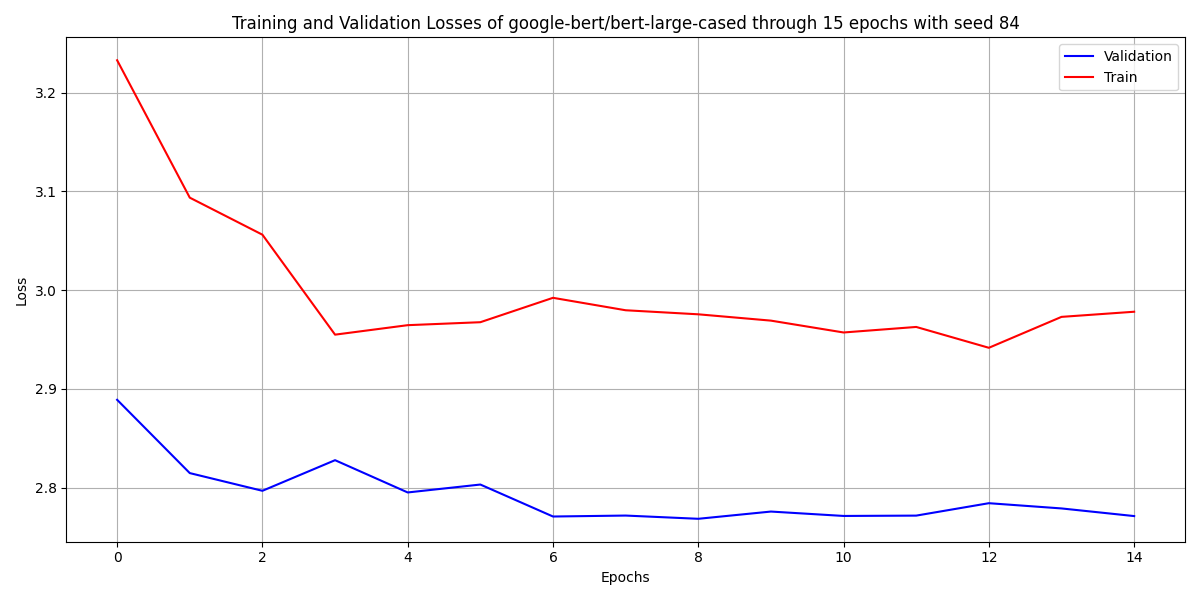 Training and Validation Losses of google-bert/bert-large-cased through 15 epochs with seed 84
Validation
Train
3.2
3.1
3.0
2.9
2.8
Loss
0 2 4 6 8 10 12 14
Epochs